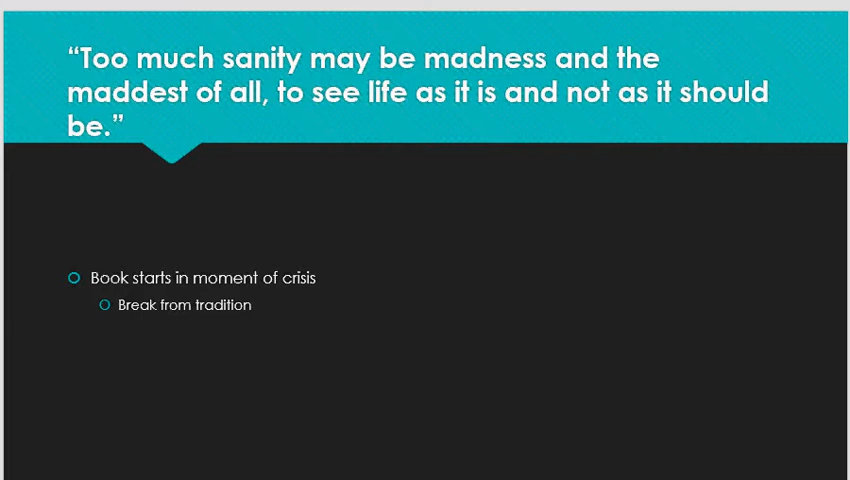 “Too much sanity may be madness and the
maddest of all, to see life as it is and not as it should
be.”
Book starts in moment of crisis
Break from tradition